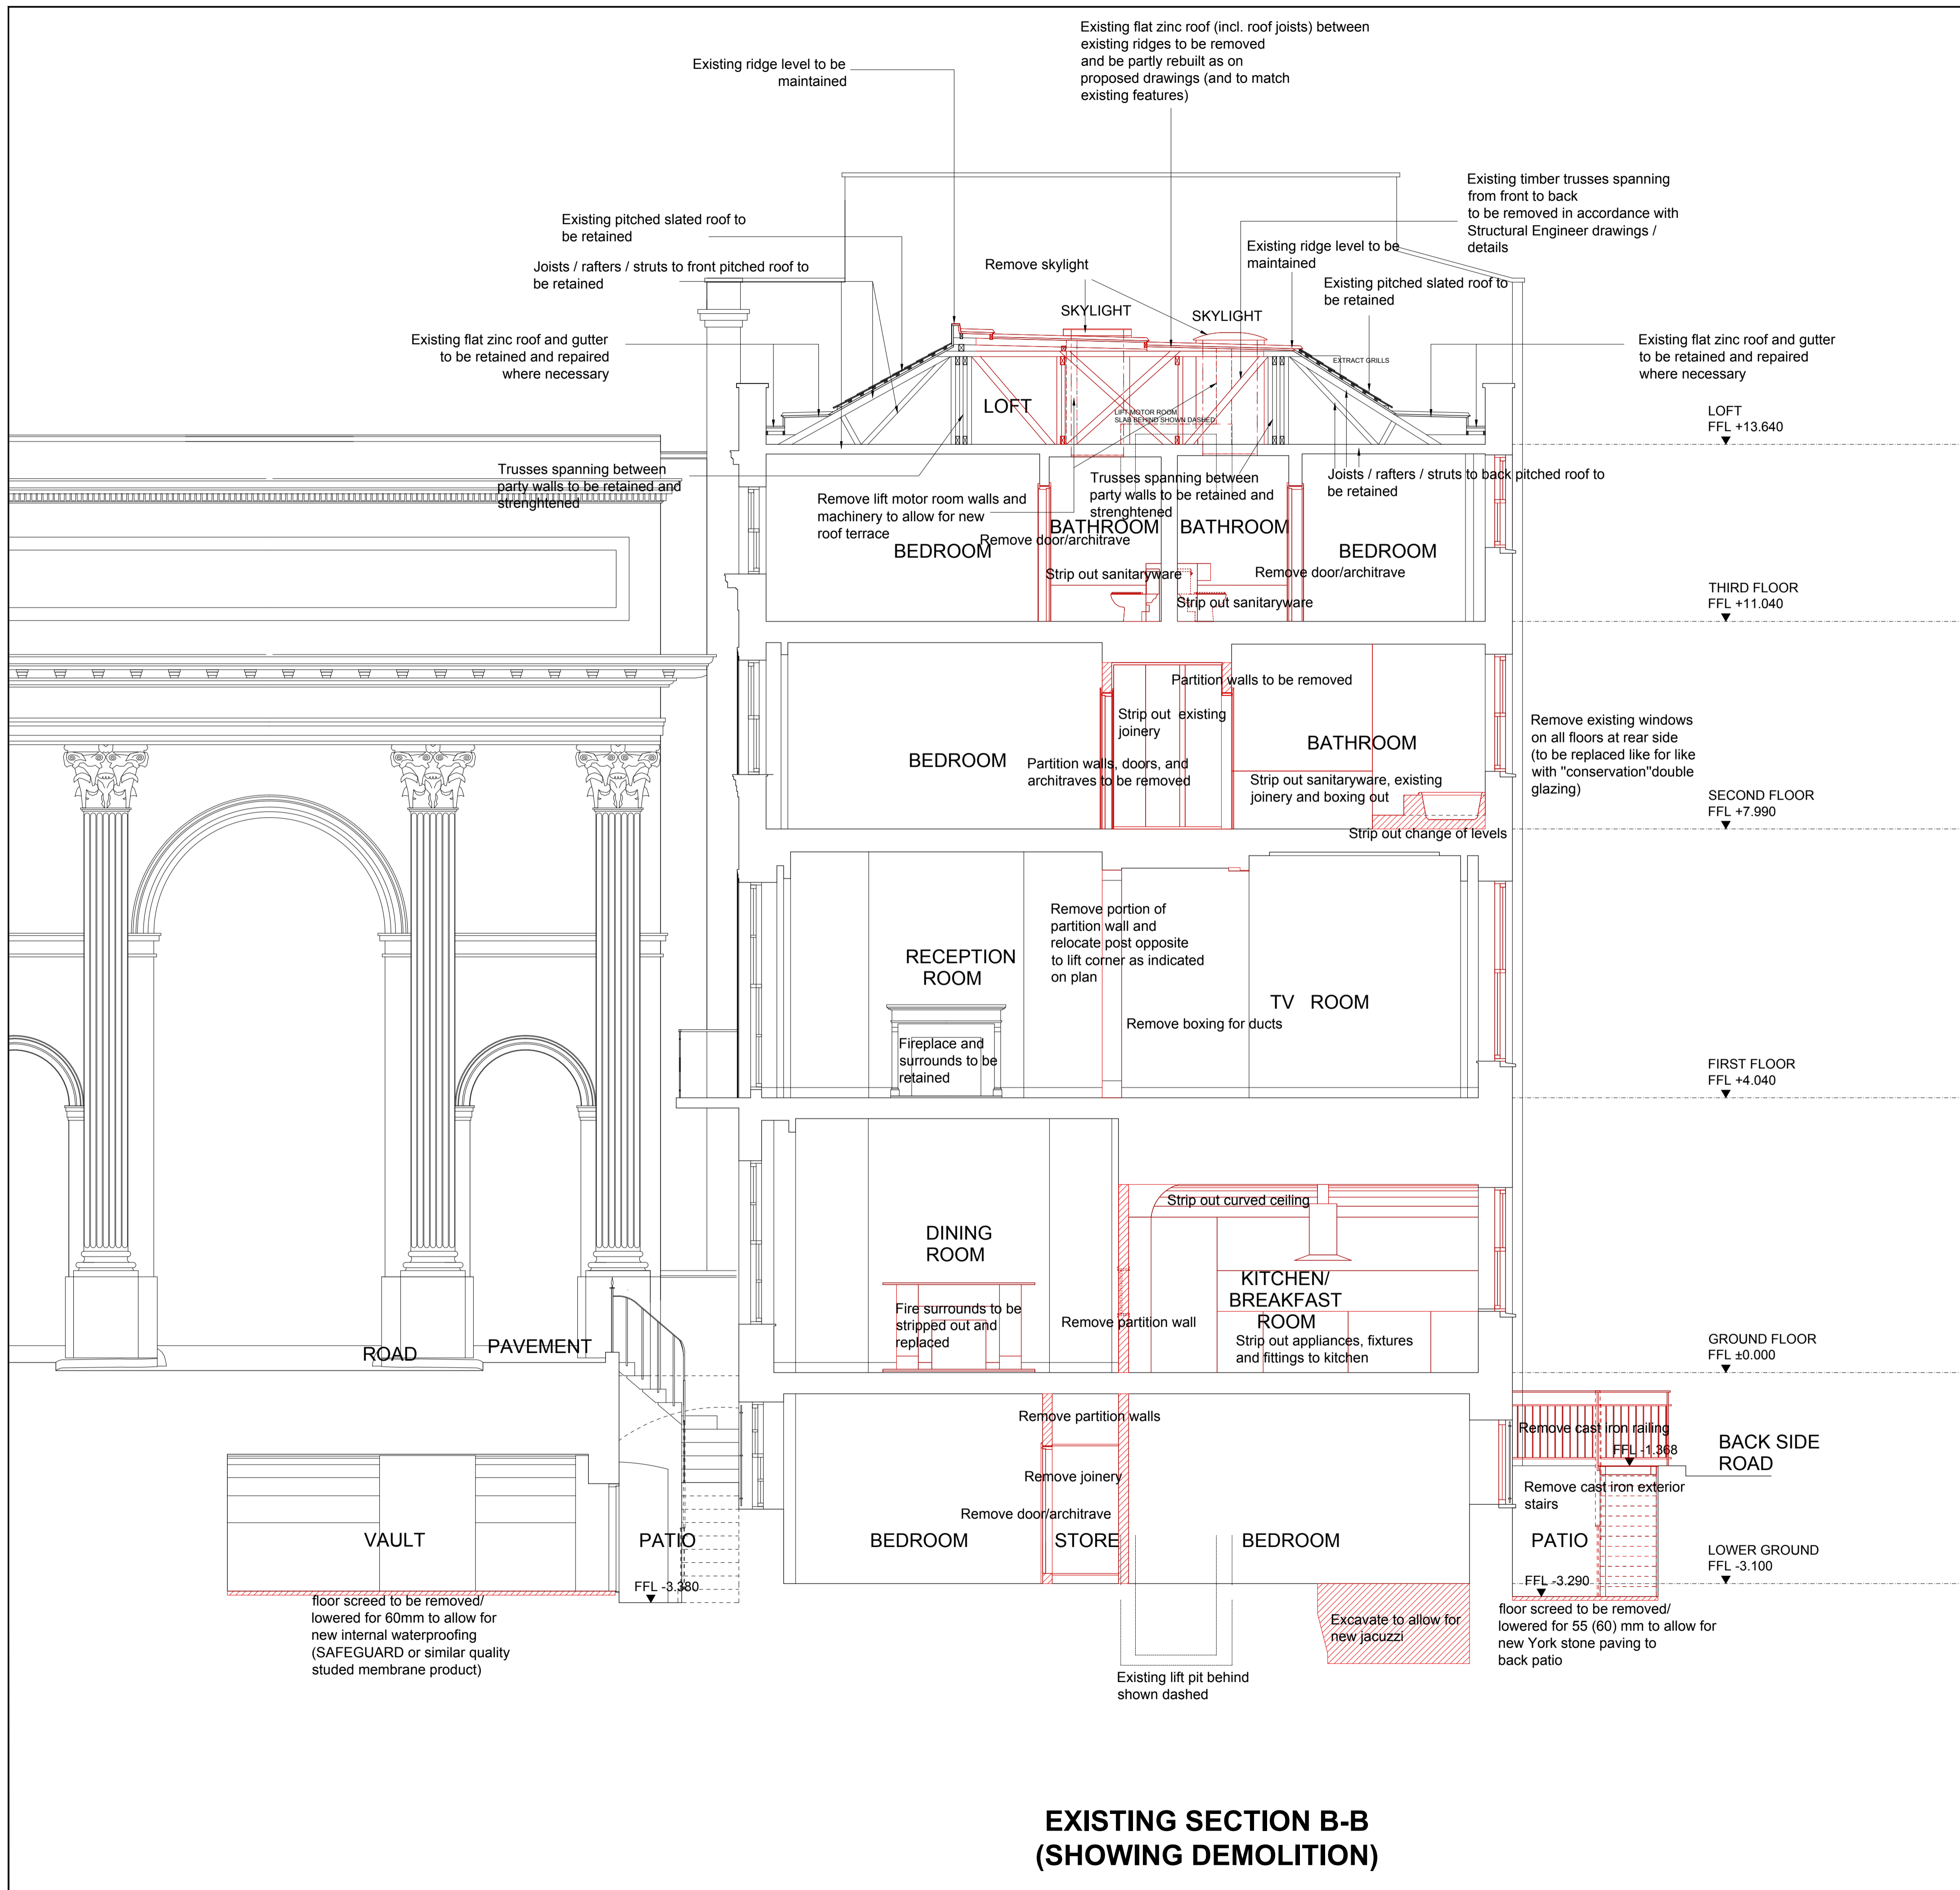 Existing flat zinc roof (incl. roof joists) between
existing ridges to be removed
and be partly rebuilt as on
proposed drawings (and to match
existing features)
Existing ridge level to be
maintained
Existing timber trusses spanning
from front to back
to be removed in accordance with
Structural Engineer drawings /
details
Existing pitched slated roof to
be retained
Joists / rafters / struts to front pitched roof to
be retained
Remove skylight
Existing ridge level to be
maintained
Existing pitched slated roof to
be retained
SKYLIGHT
SKYLIGHT
Existing flat zinc roof and gutter
to be retained and repaired
where necessary
EXTRACT GRILLS
Existing flat zinc roof and gutter
to be retained and repaired
where necessary
LOFT
LIFT MOTOR ROOM
SLAB BEHIND SHOWN DASHED
LOFT
FFL +13.640
Trusses spanning between
party walls to be retained and
strenghtened
Remove lift motor room walls and
machinery to allow for new
roof terrace
Trusses spanning between
party walls to be retained and
strenghtened
Joists / rafters / struts to back pitched roof to
be retained
BEDROOM
BATHROOM
BATHROOM
BEDROOM
Remove door/architrave
Strip out sanitaryware
Remove door/architrave
Strip out sanitaryware
THIRD FLOOR
FFL +11.040
Partition walls to be removed
Strip out existing
joinery
BEDROOM
Partition walls, doors, and
architraves to be removed
BATHROOM
Strip out sanitaryware, existing
joinery and boxing out
Strip out change of levels
Remove existing windows
on all floors at rear side
(to be replaced like for like
with "conservation"double
glazing)
SECOND FLOOR
FFL +7.990
Remove portion of
partition wall and
relocate post opposite
to lift corner as indicated
on plan
RECEPTION
ROOM
TV ROOM
Remove boxing for ducts
Fireplace and
surrounds to be
retained
FIRST FLOOR
FFL +4.040
Strip out curved ceiling
DINING
ROOM
KITCHEN/
BREAKFAST
ROOM
Fire surrounds to be
stripped out and
replaced
Remove partition wall
Strip out appliances, fixtures
and fittings to kitchen
ROAD
PAVEMENT
GROUND FLOOR
FFL ±0.000
Remove partition walls
Remove joinery
Remove door/architrave
Remove cast iron railing
FFL -1.368
BACK SIDE
ROAD
Remove cast iron exterior
stairs
VAULT
PATIO
BEDROOM
STORE
BEDROOM
PATIO
LOWER GROUND
FFL -3.100
FFL -3.380
FFL -3.290
floor screed to be removed/
lowered for 60mm to allow for
new internal waterproofing
(SAFEGUARD or similar quality
studed membrane product)
Excavate to allow for
new jacuzzi
floor screed to be removed/
lowered for 55 (60) mm to allow for
new York stone paving to
back patio
Existing lift pit behind
shown dashed
EXISTING SECTION B-B
(SHOWING DEMOLITION)